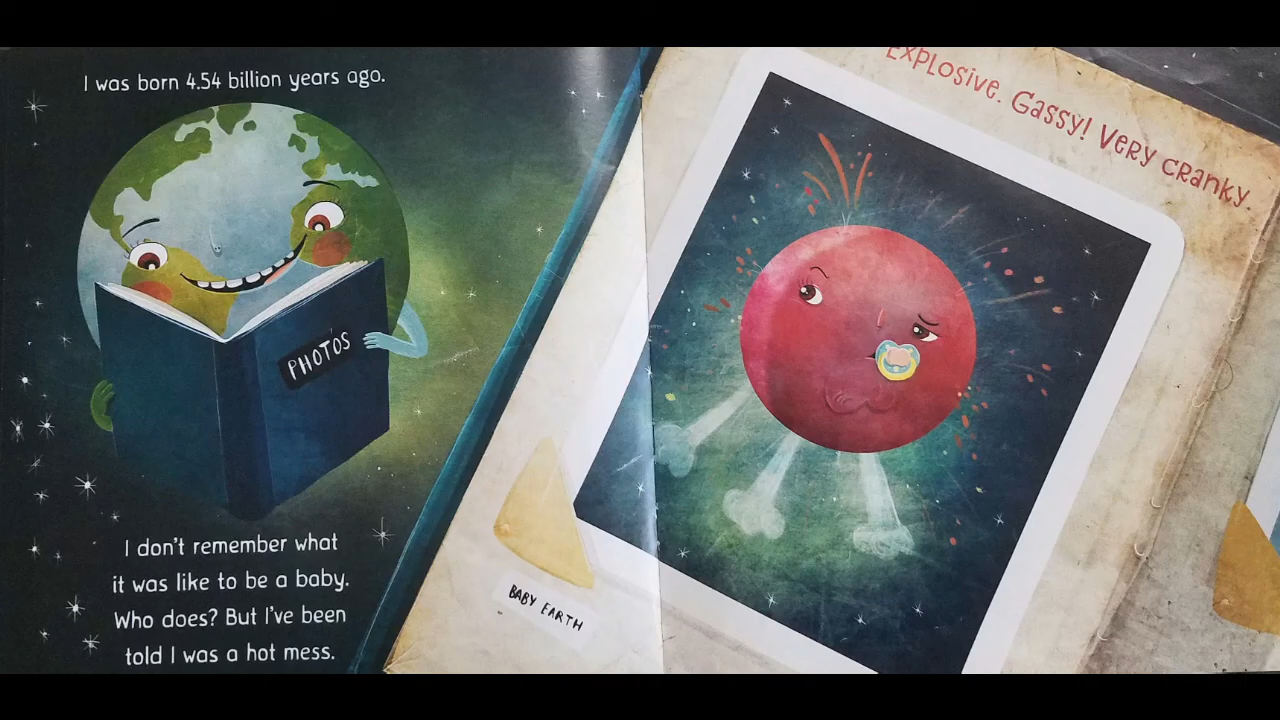 I was born 4.54 billion years ago.
PHOTOS
I don't remember what
it was like to be a baby.
Who does? But I've been
told I was a hot mess.
Explosive. Gassy! Very cranky.
BABY EARTH